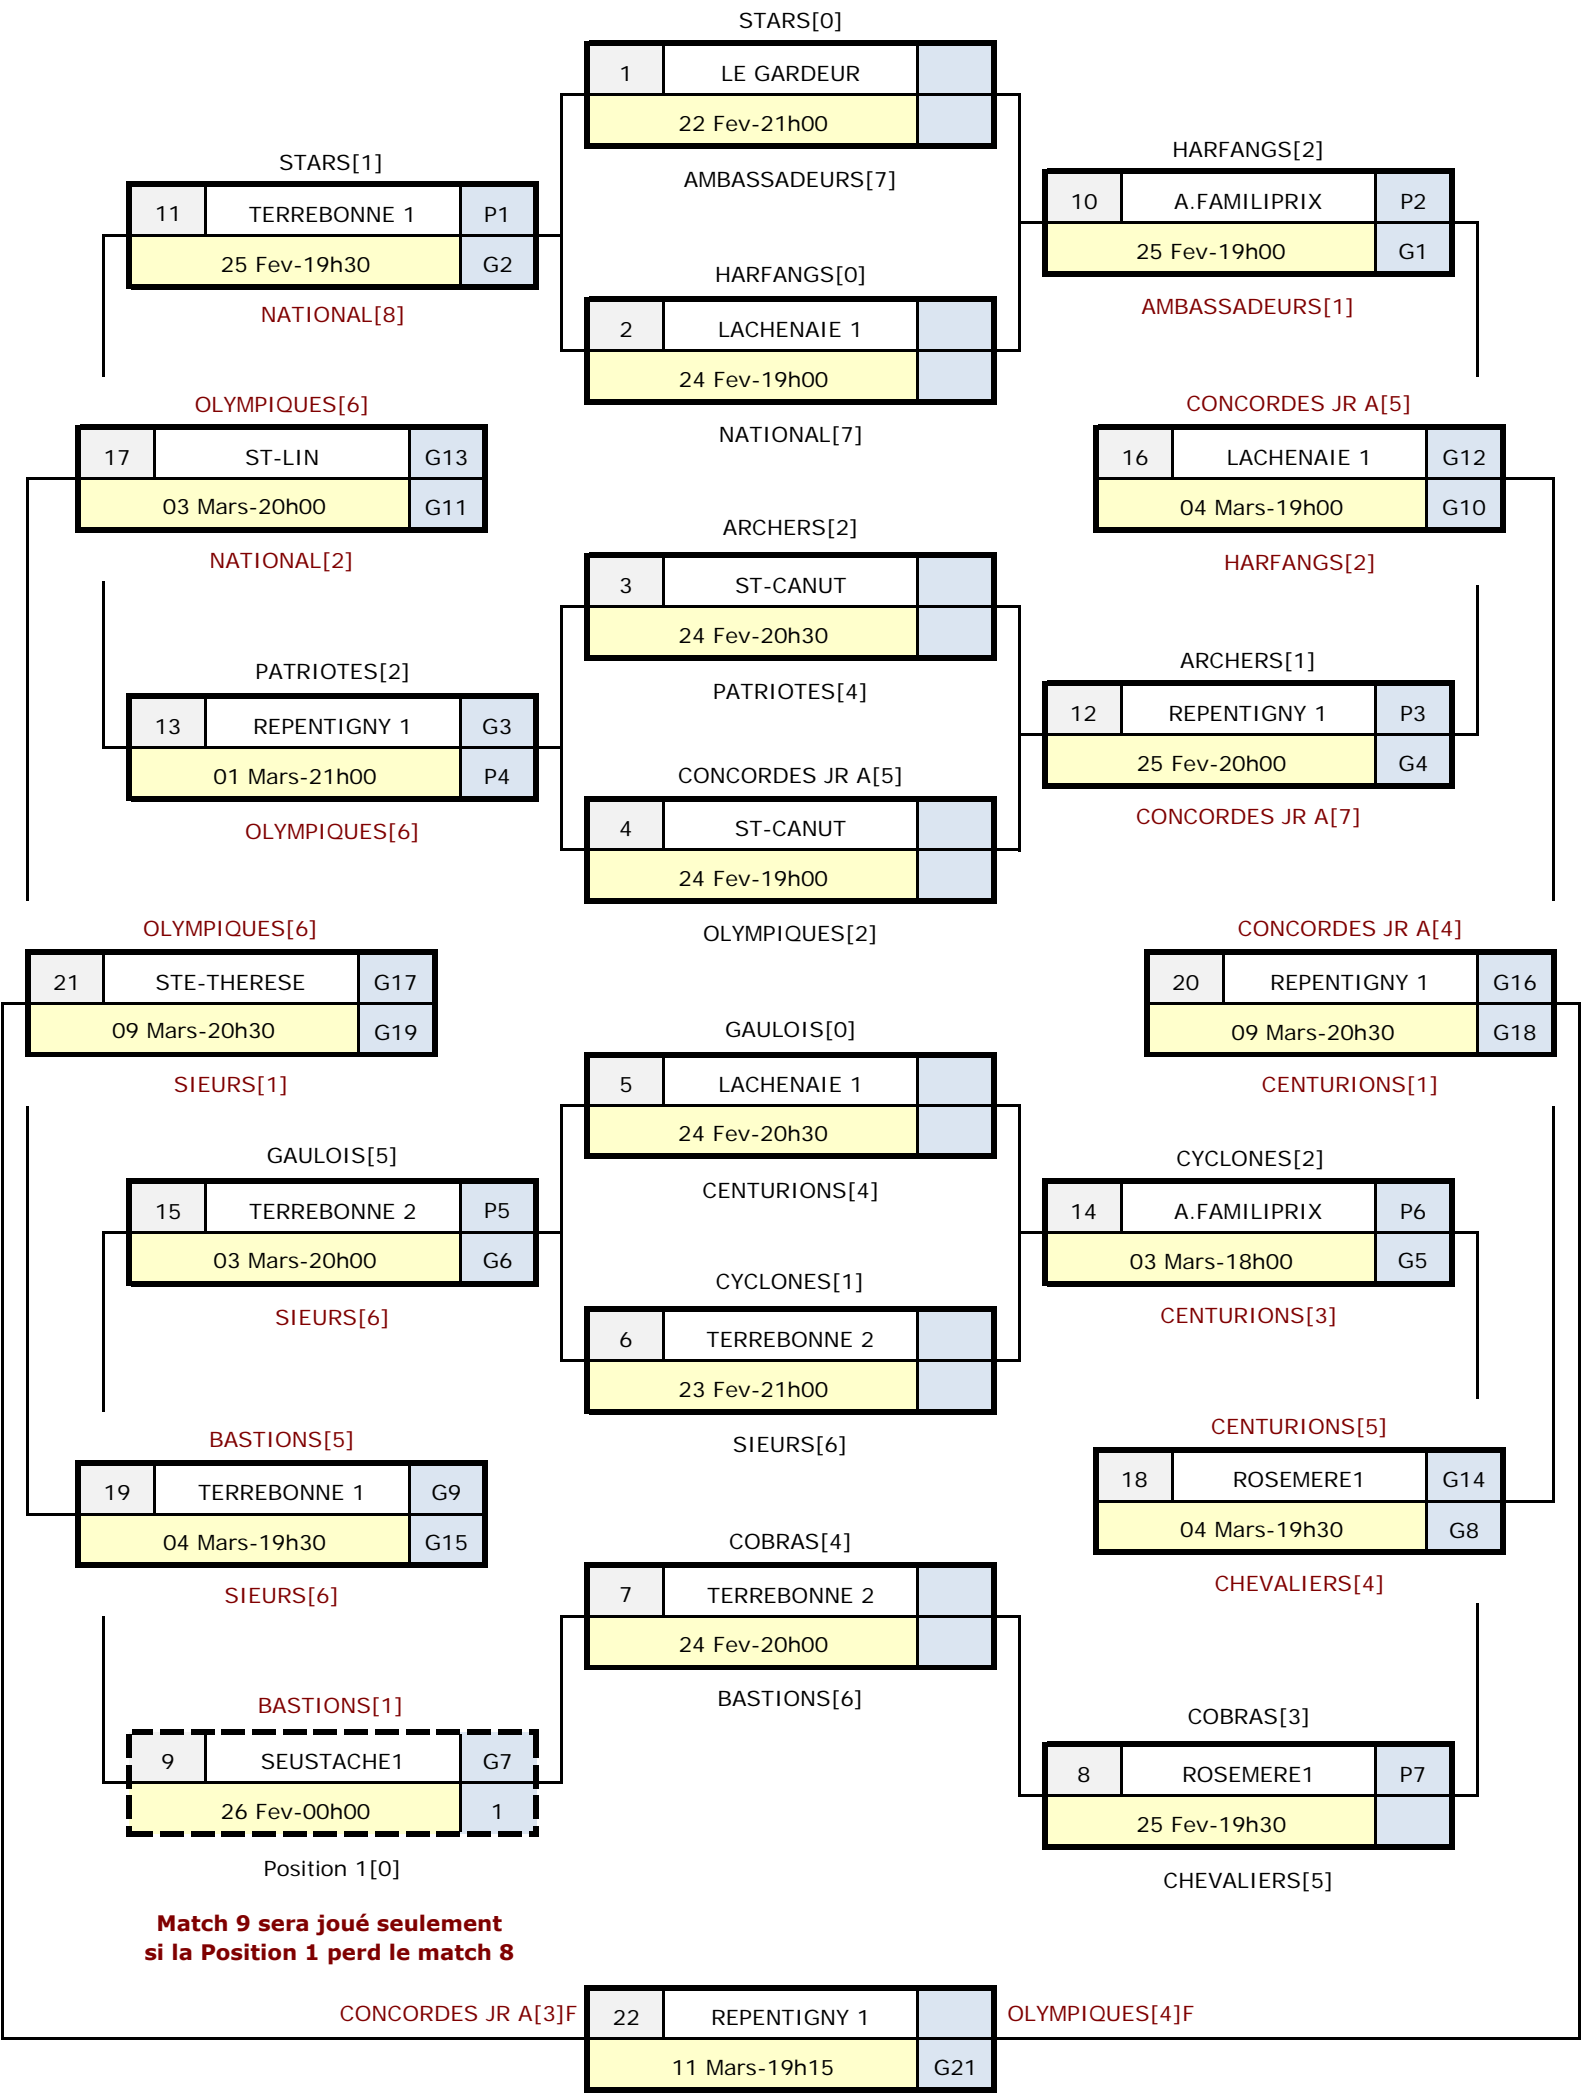 STARS[0]
1 LE GARDEUR
22 Fev-21h00
AMBASSADEURS[7]
STARS[1]
11 TERREBONNE 1 P1
25 Fev-19h30 G2
NATIONAL[8]
HARFANGS[2]
10 A.FAMILIPRIX P2
25 Fev-19h00 G1
AMBASSADEURS[1]
HARFANGS[0]
2 LACHENAIE 1
24 Fev-19h00
NATIONAL[7]
OLYMPIQUES[6]
17 ST-LIN G13
03 Mars-20h00 G11
NATIONAL[2]
CONCORDES JR A[5]
16 LACHENAIE 1 G12
04 Mars-19h00 G10
HARFANGS[2]
ARCHERS[2]
3 ST-CANUT
24 Fev-20h30
PATRIOTES[4]
PATRIOTES[2]
13 REPENTIGNY 1 G3
01 Mars-21h00 P4
OLYMPIQUES[6]
ARCHERS[1]
12 REPENTIGNY 1 P3
25 Fev-20h00 G4
CONCORDES JR A[7]
CONCORDES JR A[5]
4 ST-CANUT
24 Fev-19h00
OLYMPIQUES[2]
OLYMPIQUES[6]
21 STE-THERESE G17
09 Mars-20h30 G19
SIEURS[1]
CONCORDES JR A[4]
20 REPENTIGNY 1 G16
09 Mars-20h30 G18
CENTURIONS[1]
GAULOIS[0]
5 LACHENAIE 1
24 Fev-20h30
CENTURIONS[4]
GAULOIS[5]
15 TERREBONNE 2 P5
03 Mars-20h00 G6
SIEURS[6]
CYCLONES[2]
14 A.FAMILIPRIX P6
03 Mars-18h00 G5
CENTURIONS[3]
CYCLONES[1]
6 TERREBONNE 2
23 Fev-21h00
SIEURS[6]
BASTIONS[5]
19 TERREBONNE 1 G9
04 Mars-19h30 G15
SIEURS[6]
CENTURIONS[5]
18 ROSEMERE1 G14
04 Mars-19h30 G8
CHEVALIERS[4]
COBRAS[4]
7 TERREBONNE 2
24 Fev-20h00
BASTIONS[6]
BASTIONS[1]
9 SEUSTACHE1 G7
26 Fev-00h00 1
Position 1[0]
COBRAS[3]
8 ROSEMERE1 P7
25 Fev-19h30
CHEVALIERS[5]
Match 9 sera joué seulement
si la Position 1 perd le match 8
CONCORDES JR A[3]F 22 REPENTIGNY 1 OLYMPIQUES[4]F
11 Mars-19h15 G21